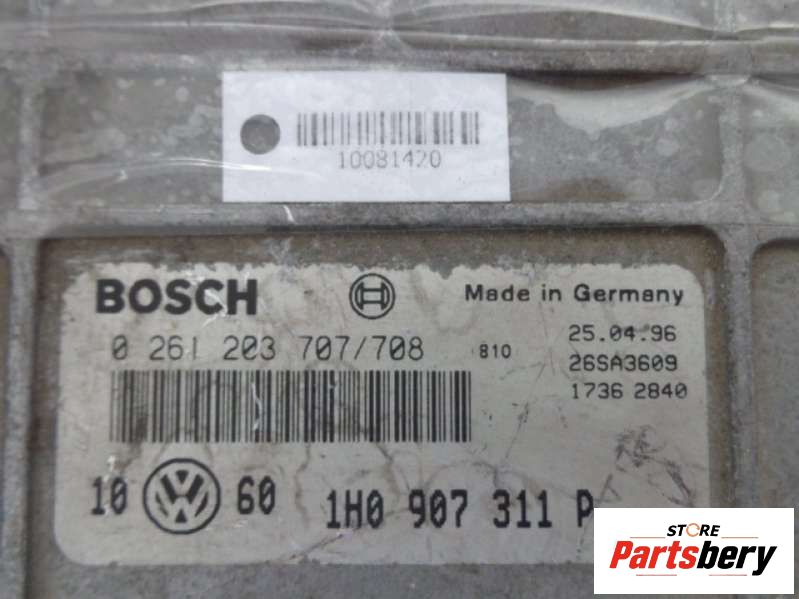 10081420
BOSCH
Made in Germany
0 261 203 707/708
810
25.04.96
26SA3609
1736 2840
10 60
1H0 907 311 P
STORE
Partsbery